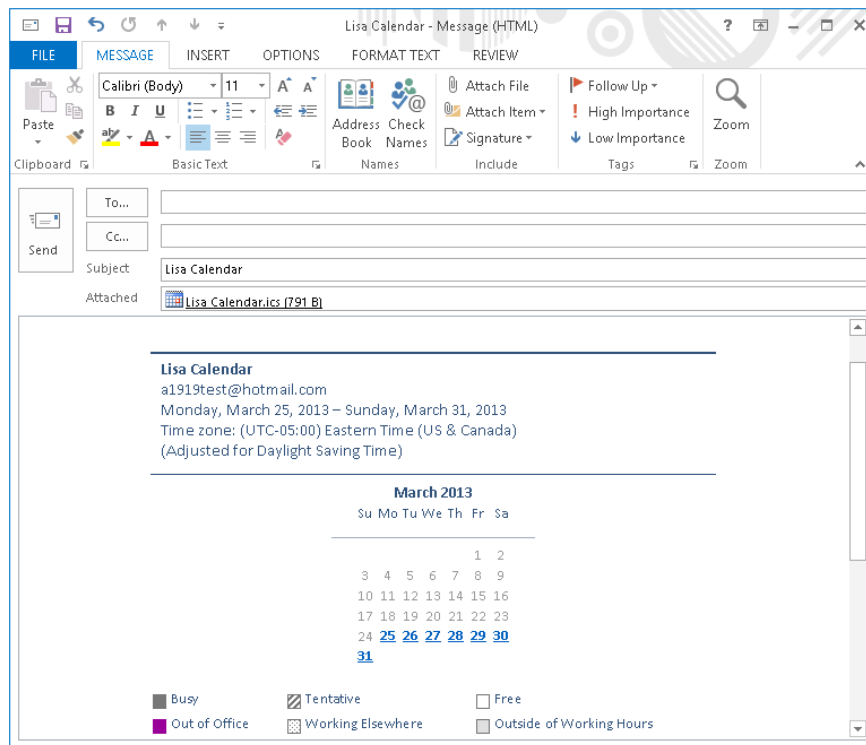 Lisa Calendar - Message (HTML)
?
FILE MESSAGE INSERT OPTIONS FORMAT TEXT REVIEW
Paste
Clipboard
Calibri (Body) 11 A A
B I U
aby A
Basic Text
Address Book
Check Names
Names
Attach File
Attach Item
Signature
Include
Follow Up
High Importance
Low Importance
Tags
Zoom
Zoom
Send
To...
Cc...
Subject Lisa Calendar
Attached Lisa Calendar.ics (791 B)
Lisa Calendar
a1919test@hotmail.com
Monday, March 25, 2013 – Sunday, March 31, 2013
Time zone: (UTC-05:00) Eastern Time (US & Canada)
(Adjusted for Daylight Saving Time)
March 2013
Su Mo Tu We Th Fr Sa
1 2
3 4 5 6 7 8 9
10 11 12 13 14 15 16
17 18 19 20 21 22 23
24 25 26 27 28 29 30
31
Busy Tentative Free
Out of Office Working Elsewhere Outside of Working Hours